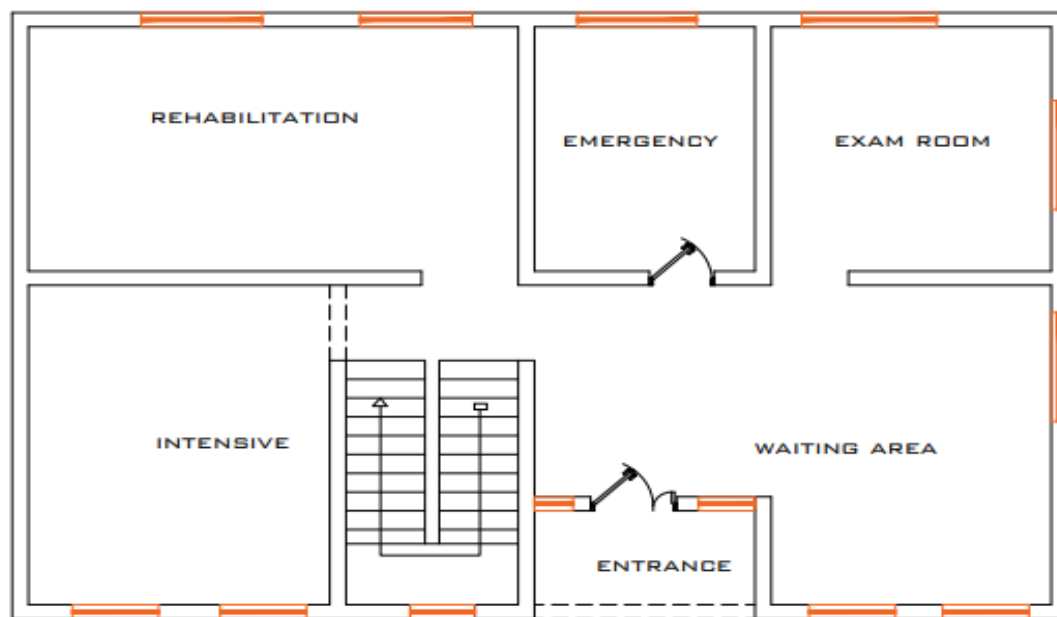 REHABILITATION
EMERGENCY
EXAM ROOM
INTENSIVE
WAITING AREA
ENTRANCE